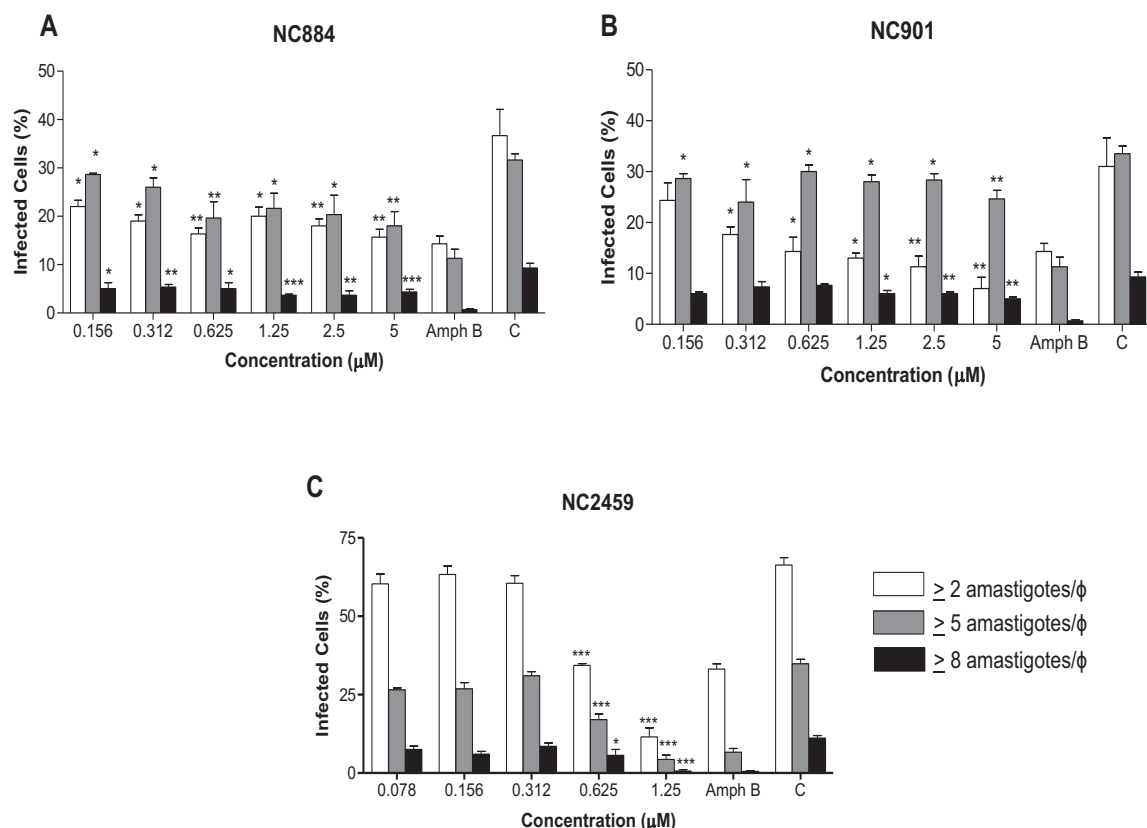 A
NC884
Infected Cells (%)
50
40
30
20
10
0
* * *
* * **
** ** *
* * ***
** * **
** ** ***
0.156 0.312 0.625 1.25 2.5 5 Amph B C
Concentration (μM)
B
NC901
Infected Cells (%)
50
40
30
20
10
0
*
* *
* *
* * *
** * **
** ** **
0.156 0.312 0.625 1.25 2.5 5 Amph B C
Concentration (μM)
C
NC2459
Infected Cells (%)
75
50
25
0
*** *** *
*** *** ***
0.078 0.156 0.312 0.625 1.25 Amph B C
Concentration (μM)
≥ 2 amastigotes/ϕ
≥ 5 amastigotes/ϕ
≥ 8 amastigotes/ϕ